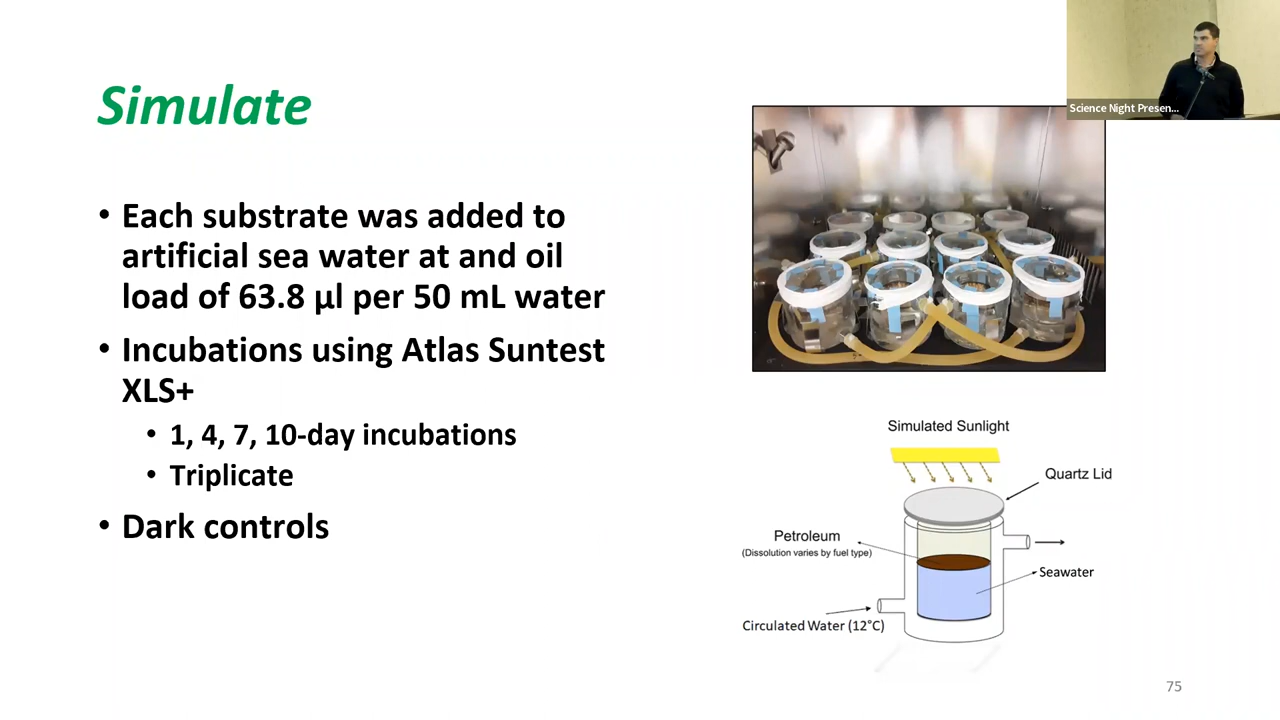 Science Night Presen...
Simulate
• Each substrate was added to
artificial sea water at and oil
load of 63.8 µl per 50 mL water
• Incubations using Atlas Suntest
XLS+
• 1, 4, 7, 10-day incubations
• Triplicate
• Dark controls
Simulated Sunlight
Quartz Lid
Petroleum
(Dissolution varies by fuel type)
Seawater
Circulated Water (12°C)
75